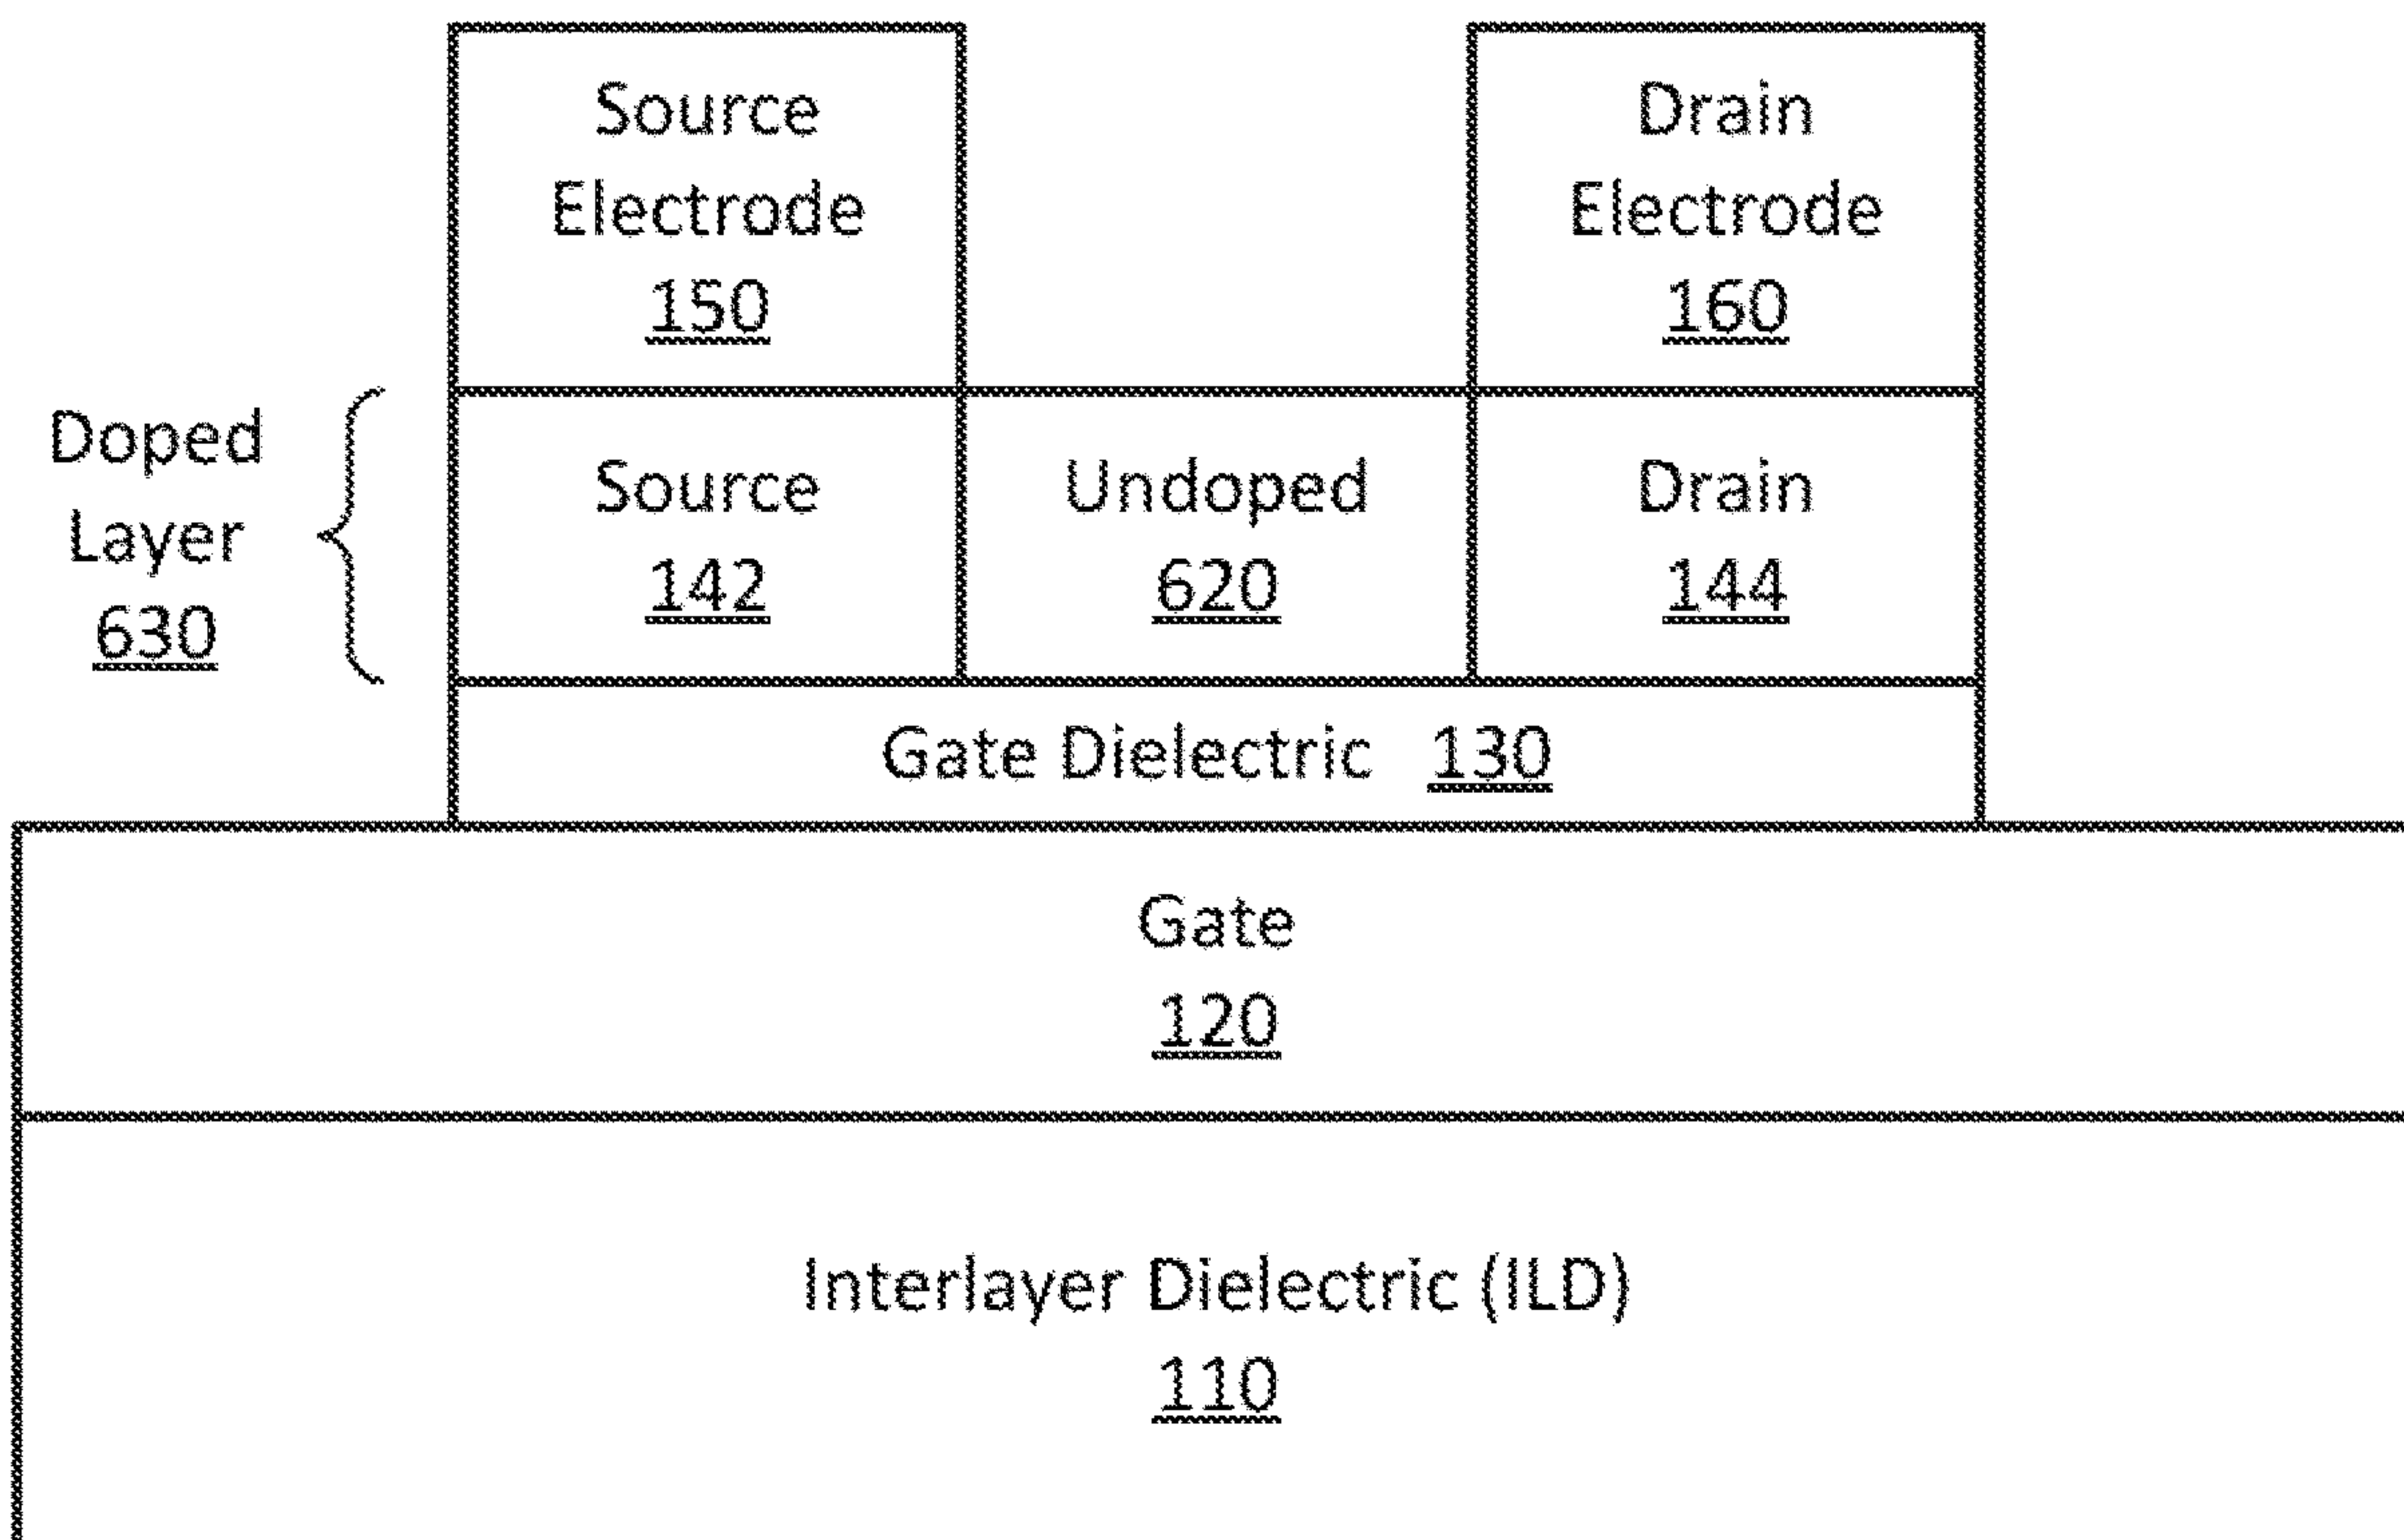 Source
Electrode
150
Drain
Electrode
160
Doped
Layer
630
Source
142
Undoped
620
Drain
144
Gate Dielectric 130
Gate
120
Interlayer Dielectric (ILD)
110